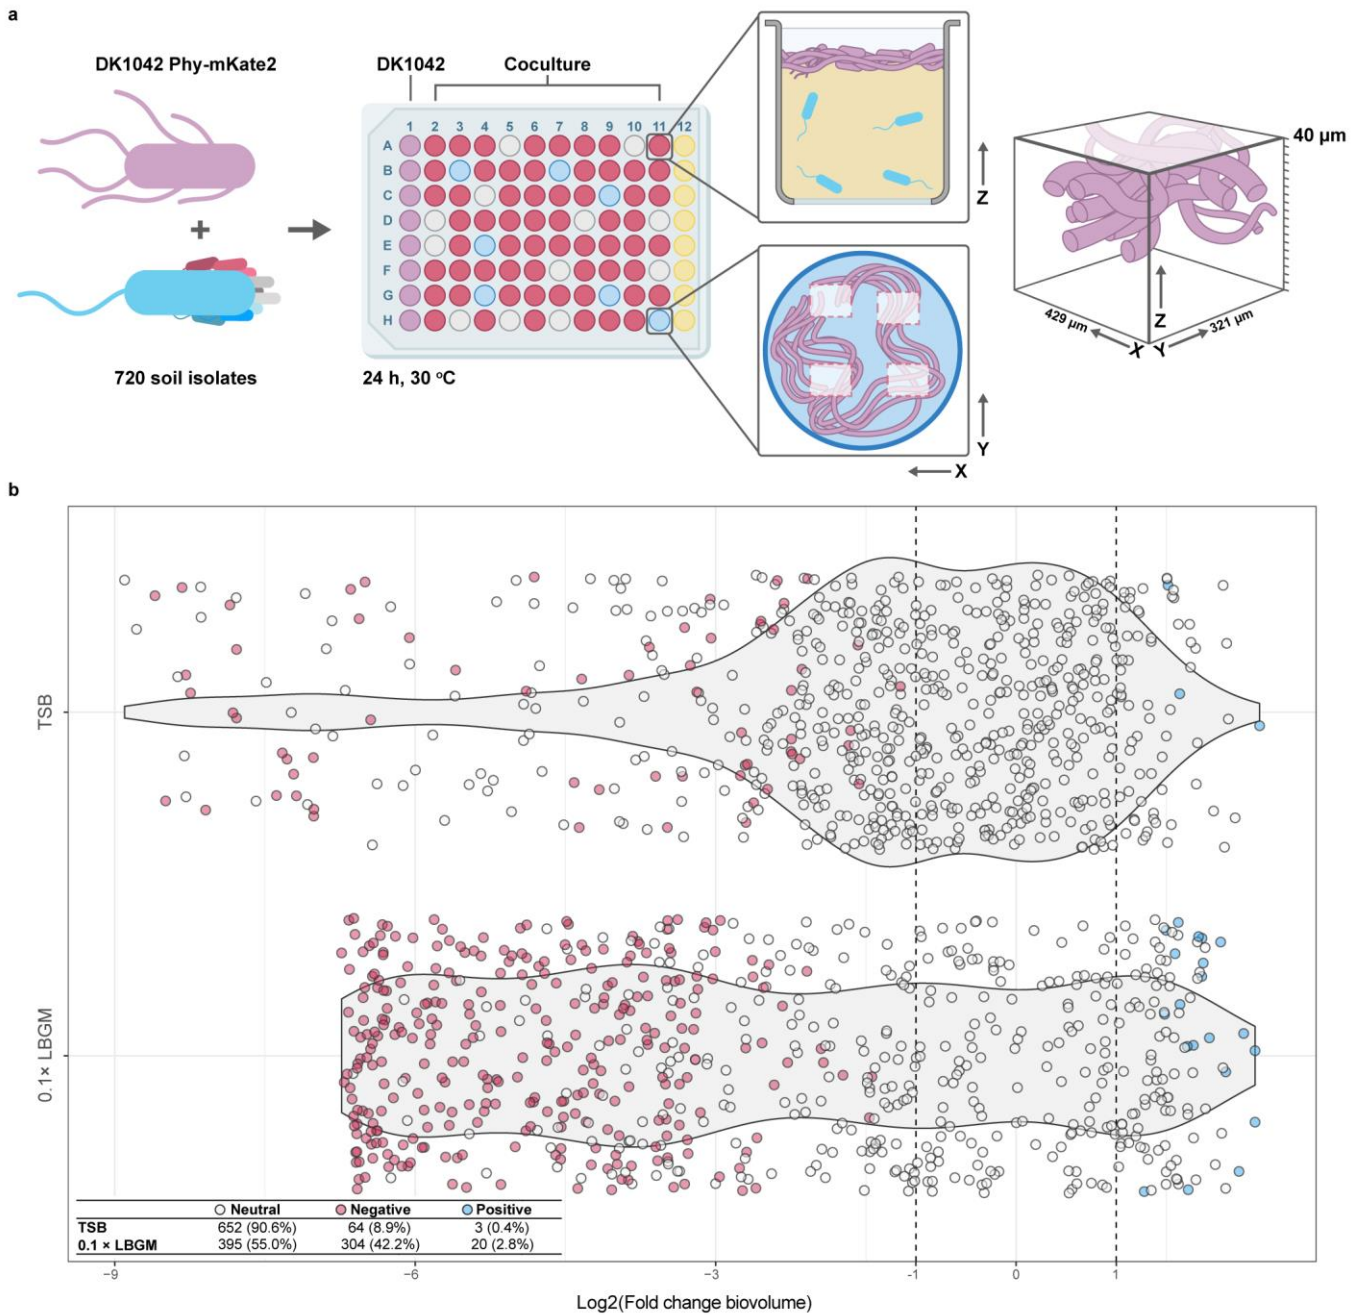 a
DK1042 Phy-mKate2
+
720 soil isolates
DK1042 Coculture
1 2 3 4 5 6 7 8 9 10 11 12
A
B
C
D
E
F
G
H
24 h, 30 °C
Z
Y
X
40 µm
Z
429 µm X Y 321 µm
b
TSB
0.1× LBGM
Neutral Negative Positive
TSB 652 (90.6%) 64 (8.9%) 3 (0.4%)
0.1 × LBGM 395 (55.0%) 304 (42.2%) 20 (2.8%)
−9 −6 −3 -1 0 1
Log2(Fold change biovolume)